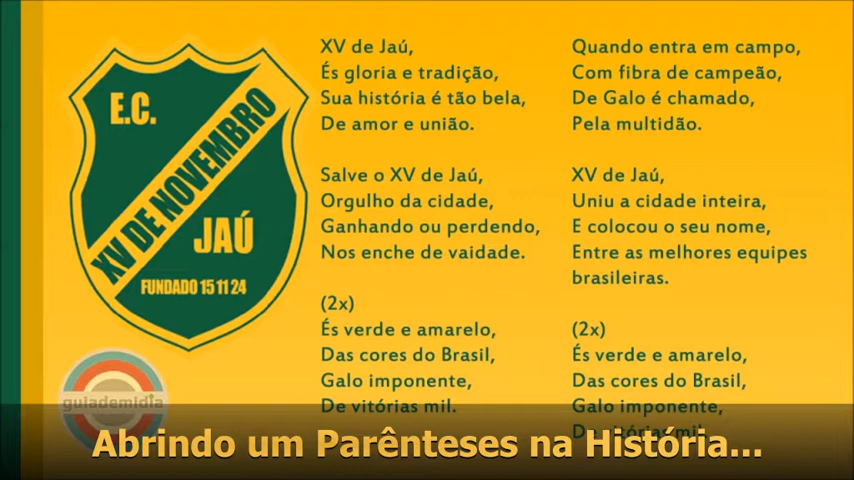 E.C.
XV DE NOVEMBRO
JAÚ
FUNDADO 15 11 24
XV de Jaú,
És gloria e tradição,
Sua história é tão bela,
De amor e união.
Salve o XV de Jaú,
Orgulho da cidade,
Ganhando ou perdendo,
Nos enche de vaidade.
(2x)
És verde e amarelo,
Das cores do Brasil,
Galo imponente,
De vitórias mil.
Quando entra em campo,
Com fibra de campeão,
De Galo é chamado,
Pela multidão.
XV de Jaú,
Uniu a cidade inteira,
E colocou o seu nome,
Entre as melhores equipes
brasileiras.
(2x)
És verde e amarelo,
Das cores do Brasil,
Galo imponente,
De vitórias mil.
guiademidia
Abrindo um Parênteses na História...